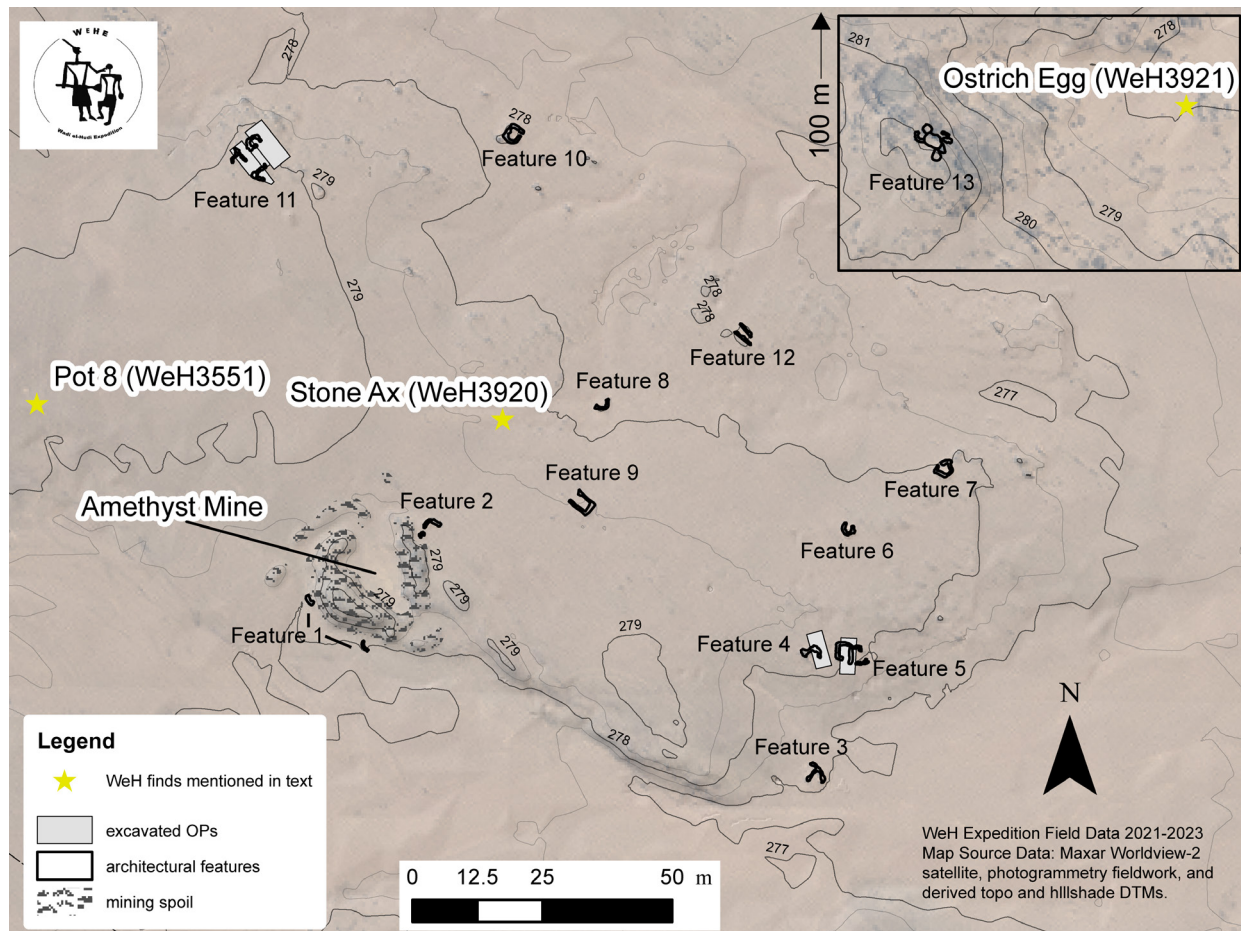 WEHE
Wadi el-Hudi Expedition
278
279
279
Feature 11
278
Feature 10
100 m
281
278
Ostrich Egg (WeH3921)
Feature 13
280
279
278
278
Feature 12
Pot 8 (WeH3551)
Stone Ax (WeH3920)
Feature 8
277
Feature 9
Feature 7
Amethyst Mine
Feature 2
Feature 6
279
279
279
Feature 1
279
279
Feature 4
Feature 5
278
Feature 3
277
N
Legend
WeH finds mentioned in text
excavated OPs
architectural features
mining spoil
0 12.5 25 50 m
WeH Expedition Field Data 2021-2023
Map Source Data: Maxar Worldview-2
satellite, photogrammetry fieldwork, and
derived topo and hlllshade DTMs.